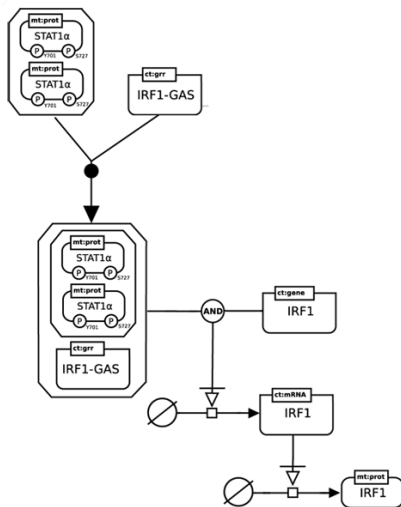 mt:prot
STAT1α
P P
Y701 S727
mt:prot
STAT1α
P P
Y701 S727
ct:grr
IRF1-GAS
mt:prot
STAT1α
P P
Y701 S727
mt:prot
STAT1α
P P
Y701 S727
ct:grr
IRF1-GAS
AND
ct:gene
IRF1
ct:mRNA
IRF1
mt:prot
IRF1